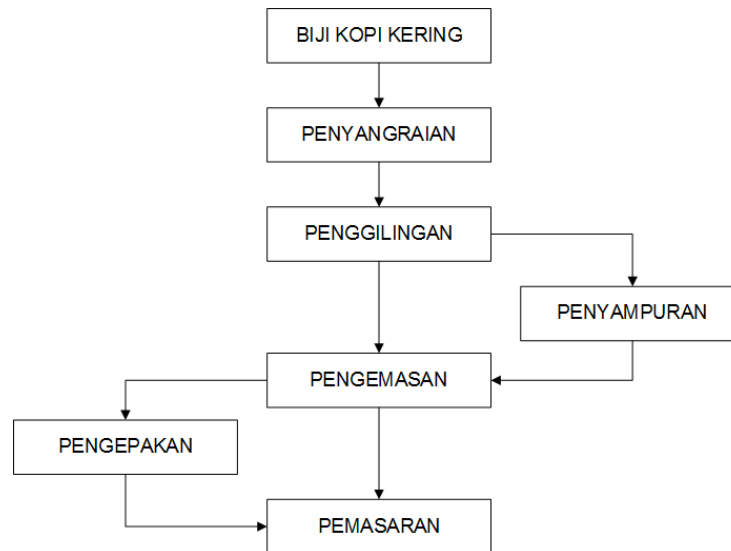 BIJI KOPI KERING
PENYANGRAIAN
PENGGILINGAN
PENYAMPURAN
PENGEMASAN
PENGEPAKAN
PEMASARAN